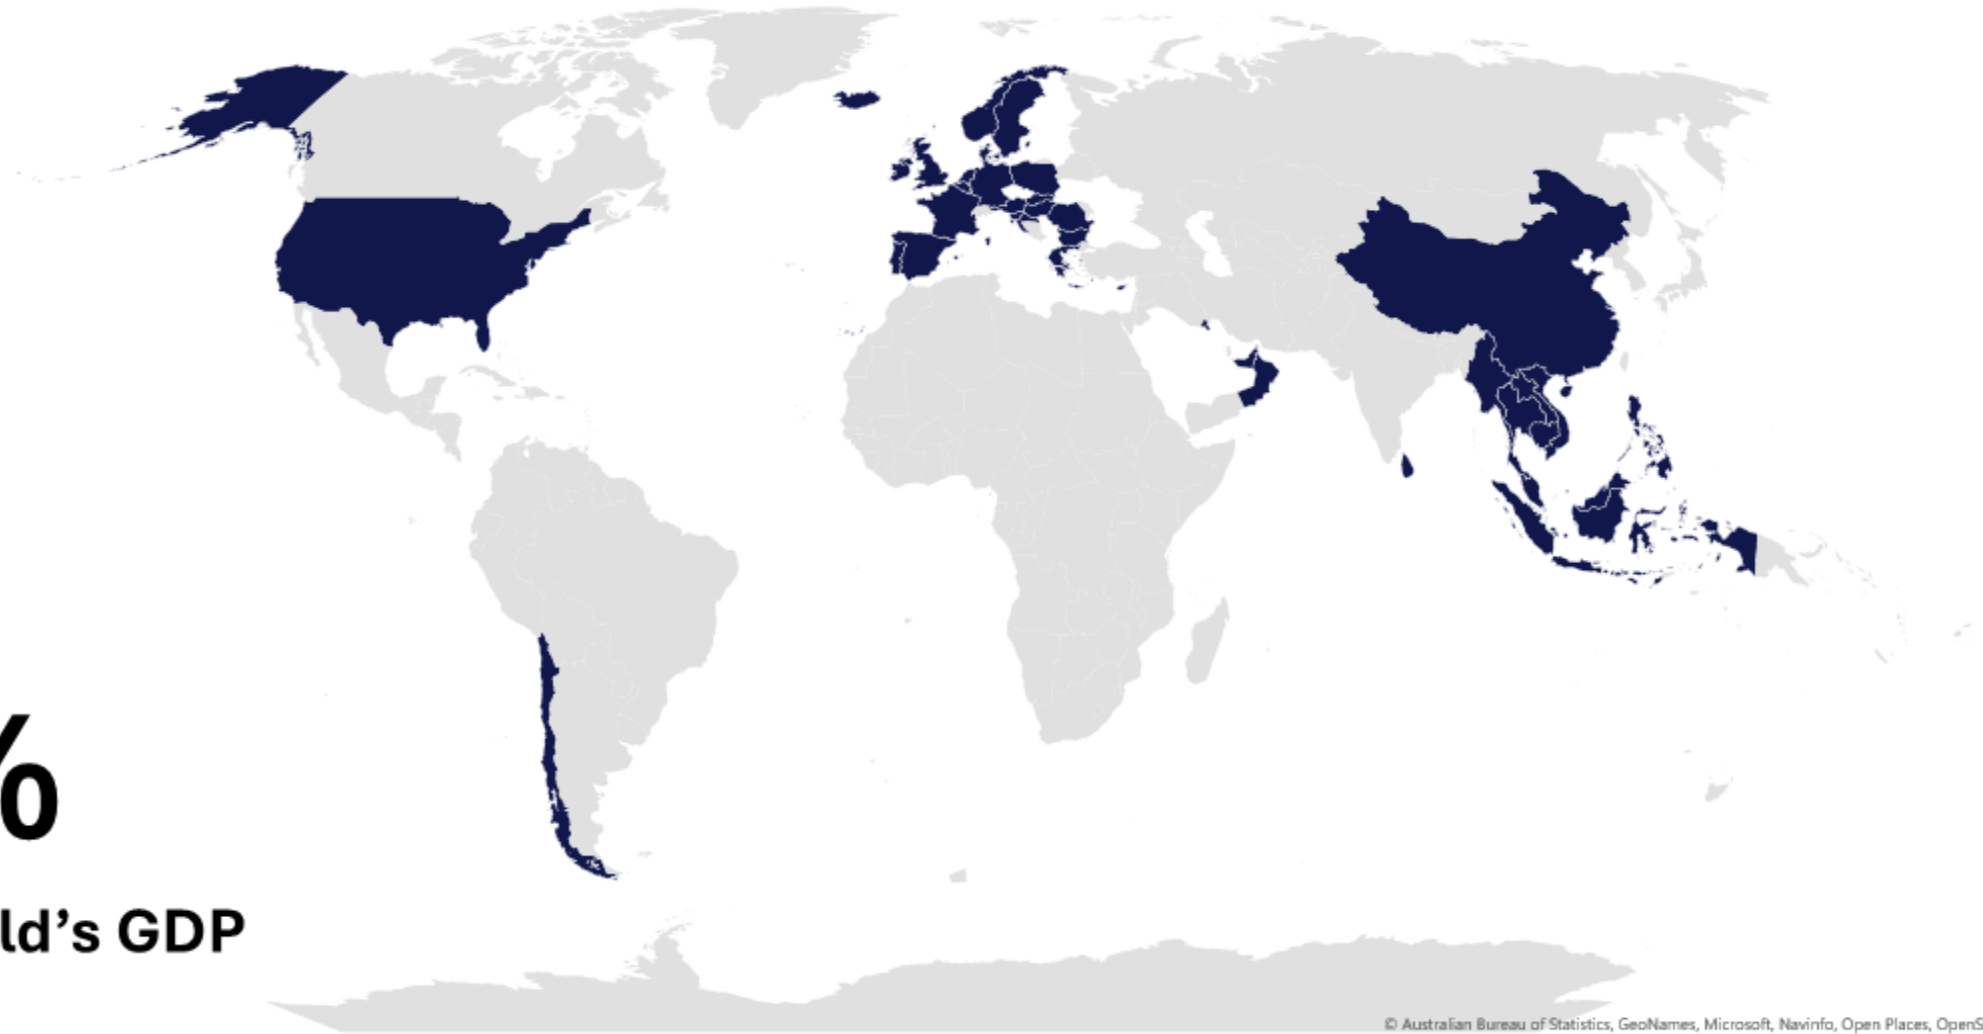 %
ld’s GDP
© Australian Bureau of Statistics, GeoNames, Microsoft, Navinfo, Open Places, OpenS